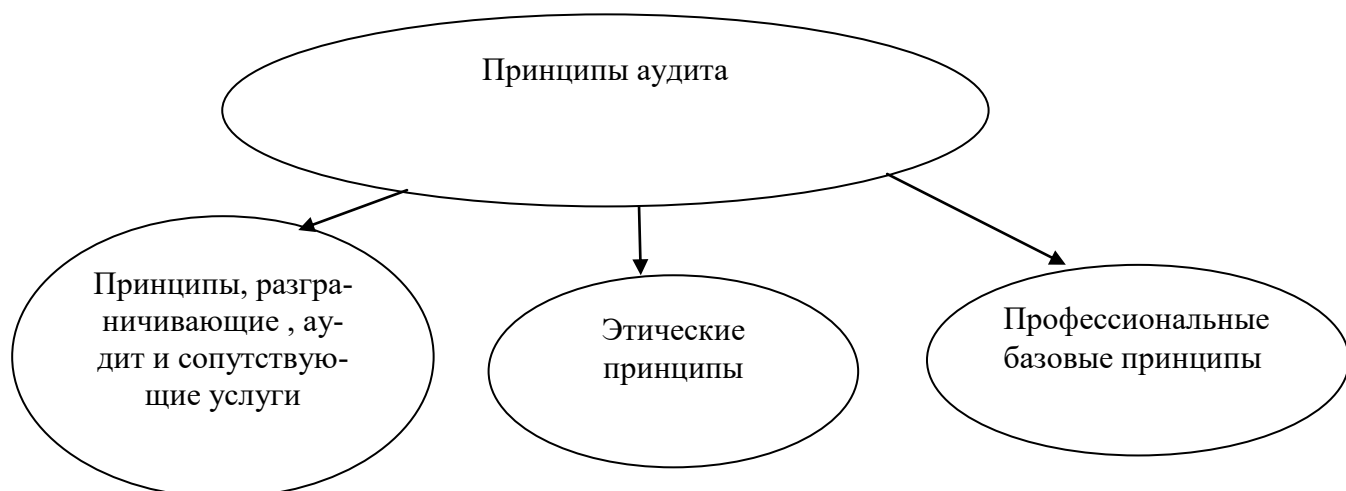 Принципы аудита
Принципы, разгра-
ничивающие , ау-
дит и сопутствую-
щие услуги
Этические
принципы
Профессиональные
базовые принципы